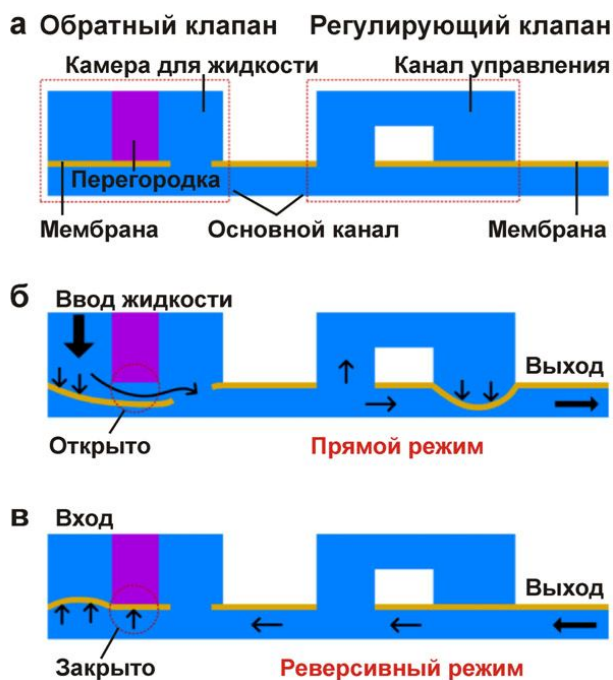 а Обратный клапан Регулирующий клапан
Камера для жидкости Канал управления
Перегородка
Мембрана Основной канал Мембрана
б Ввод жидкости
Выход
Открыто Прямой режим
в Вход
Выход
Закрыто Реверсивный режим